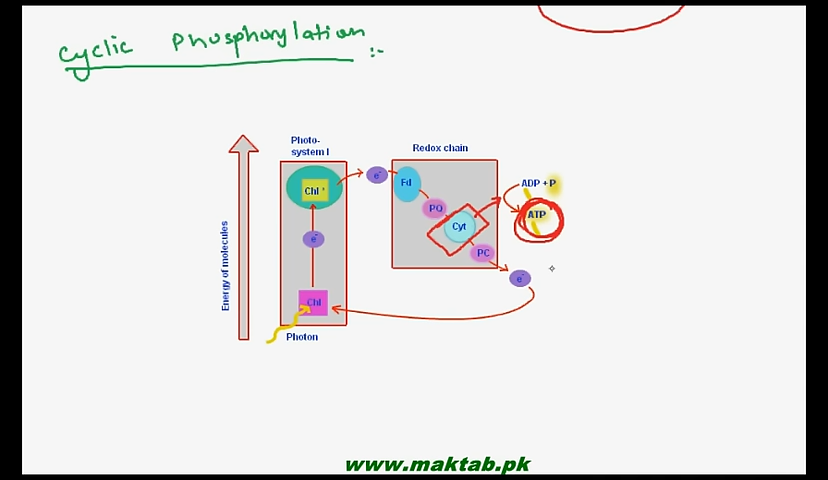 Cyclic Phosphorylation :-
Photo-
system I
Redox chain
Chl +
e-
Fd
ADP + P
PQ
ATP
Cyt
e-
PC
e-
Energy of molecules
Chl
Photon
www.maktab.pk